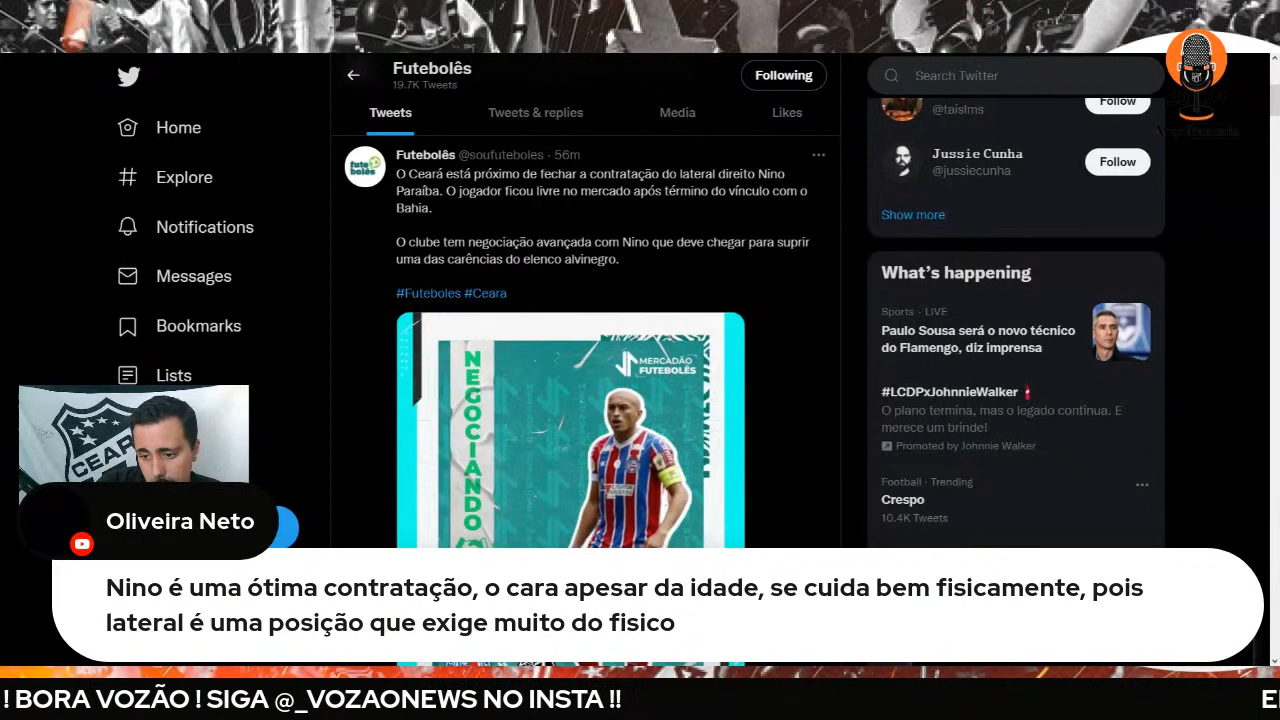 Home
Explore
Notifications
Messages
Bookmarks
Lists
Futebolês
19.7K Tweets
Following
Tweets
Tweets & replies
Media
Likes
futebolês
Futebolês @soufuteboles · 56m
O Ceará está próximo de fechar a contratação do lateral direito Nino
Paraíba. O jogador ficou livre no mercado após término do vínculo com o
Bahia.
O clube tem negociação avançada com Nino que deve chegar para suprir
uma das carências do elenco alvinegro.
#Futeboles #Ceara
NEGOCIANDO
MERCADÃO
FUTEBOLÊS
Search Twitter
@taislms
Follow
Jussie Cunha
@jussiecunha
Follow
Show more
What's happening
Sports · LIVE
Paulo Sousa será o novo técnico
do Flamengo, diz imprensa
#LCDPxJohnnieWalker
O plano termina, mas o legado continua. E
merece um brinde!
Promoted by Johnnie Walker
Football · Trending
Crespo
10.4K Tweets
CEARÁ
Oliveira Neto
Nino é uma ótima contratação, o cara apesar da idade, se cuida bem fisicamente, pois
lateral é uma posição que exige muito do fisico
! BORA VOZÃO ! SIGA @_VOZAONEWS NO INSTA !!
E